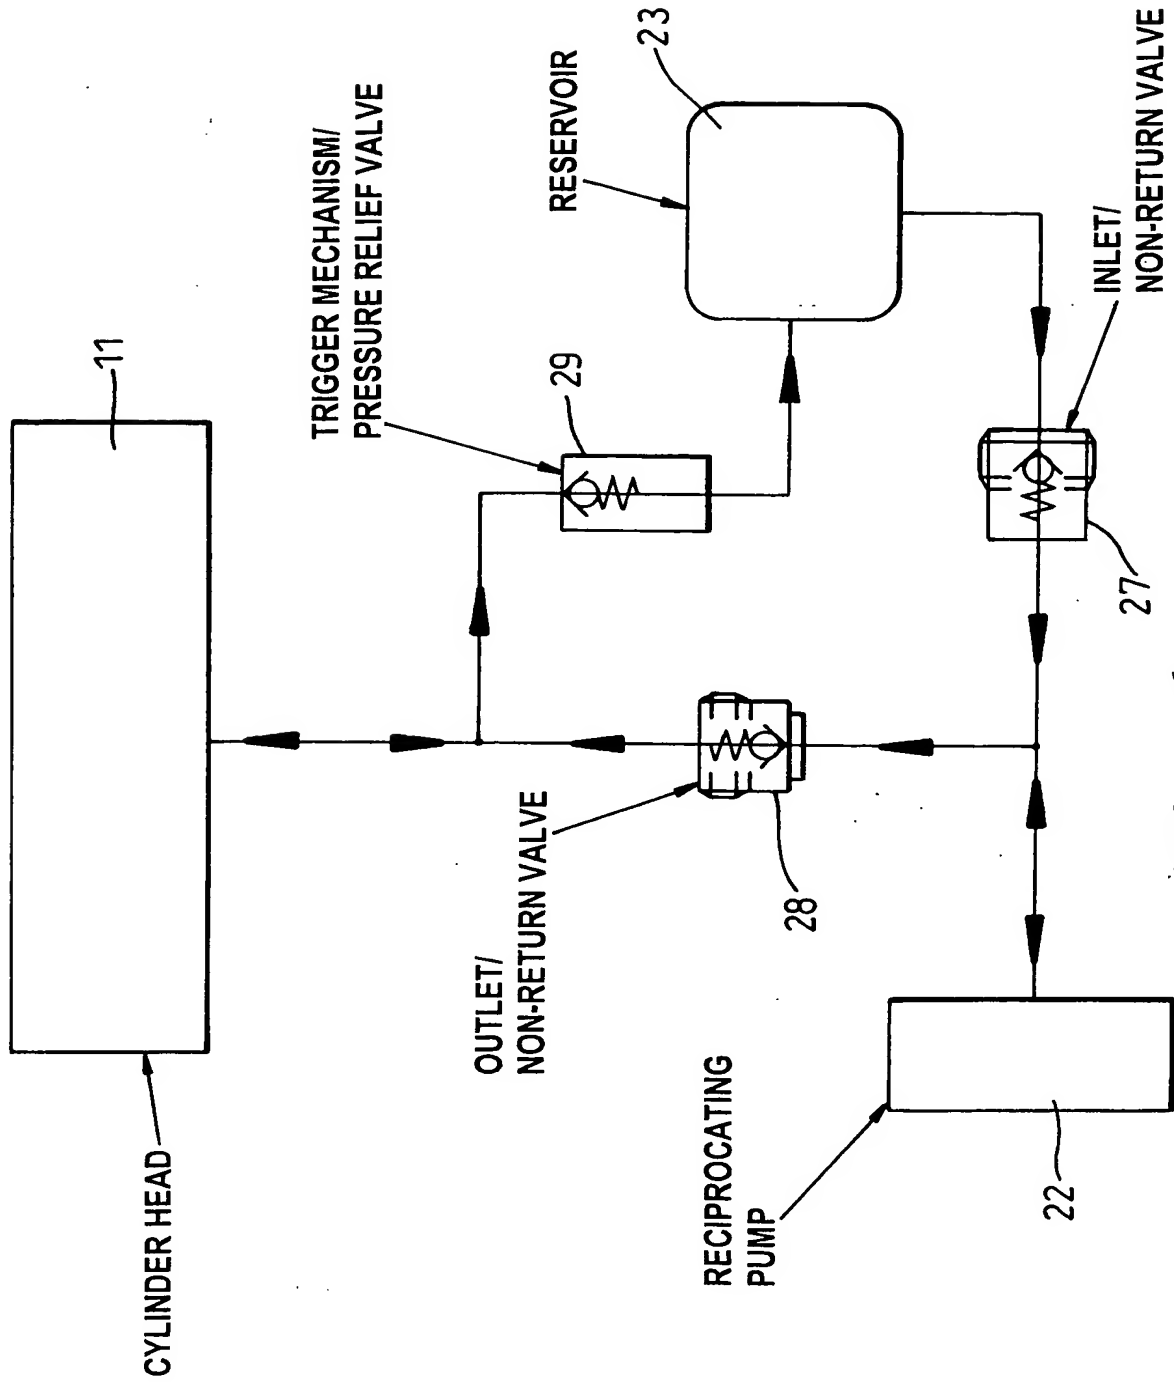 CYLINDER HEAD
11
TRIGGER MECHANISM/
PRESSURE RELIEF VALVE
29
RESERVOIR
23
OUTLET/
NON-RETURN VALVE
28
INLET/
NON-RETURN VALVE
27
RECIPROCATING
PUMP
22